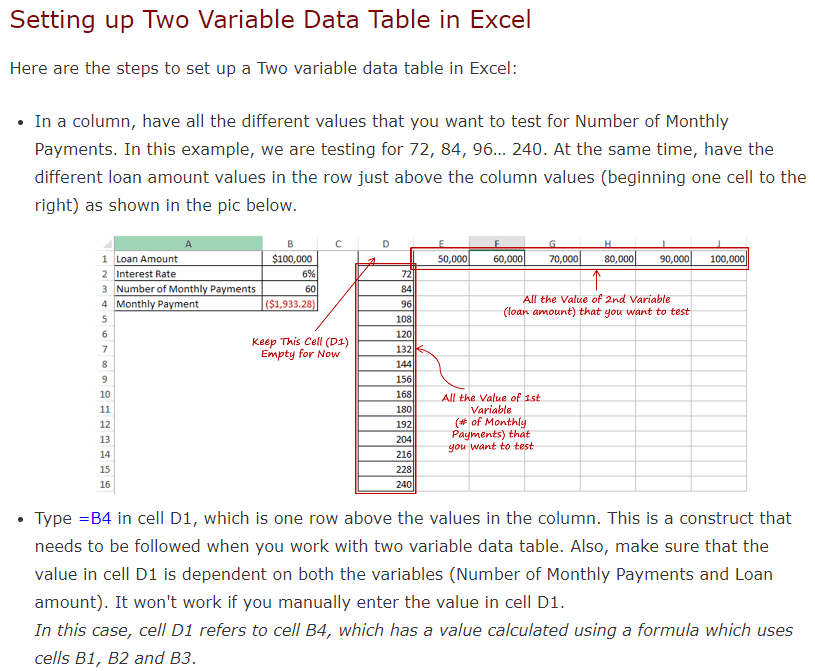 Setting up Two Variable Data Table in Excel
Here are the steps to set up a Two variable data table in Excel:
• In a column, have all the different values that you want to test for Number of Monthly
Payments. In this example, we are testing for 72, 84, 96... 240. At the same time, have the
different loan amount values in the row just above the column values (beginning one cell to the
right) as shown in the pic below.
A B C D E F G H I J
1 Loan Amount $100,000 50,000 60,000 70,000 80,000 90,000 100,000
2 Interest Rate 6% 72
3 Number of Monthly Payments 60 84
4 Monthly Payment ($1,933.28) 96
5 108
6 120
7 132
8 144
9 156
10 168
11 180
12 192
13 204
14 216
15 228
16 240
All the Value of 2nd Variable
(loan amount) that you want to test
Keep This Cell (D1)
Empty for Now
All the Value of 1st
Variable
(# of Monthly
Payments) that
you want to test
• Type =B4 in cell D1, which is one row above the values in the column. This is a construct that
needs to be followed when you work with two variable data table. Also, make sure that the
value in cell D1 is dependent on both the variables (Number of Monthly Payments and Loan
amount). It won't work if you manually enter the value in cell D1.
In this case, cell D1 refers to cell B4, which has a value calculated using a formula which uses
cells B1, B2 and B3.